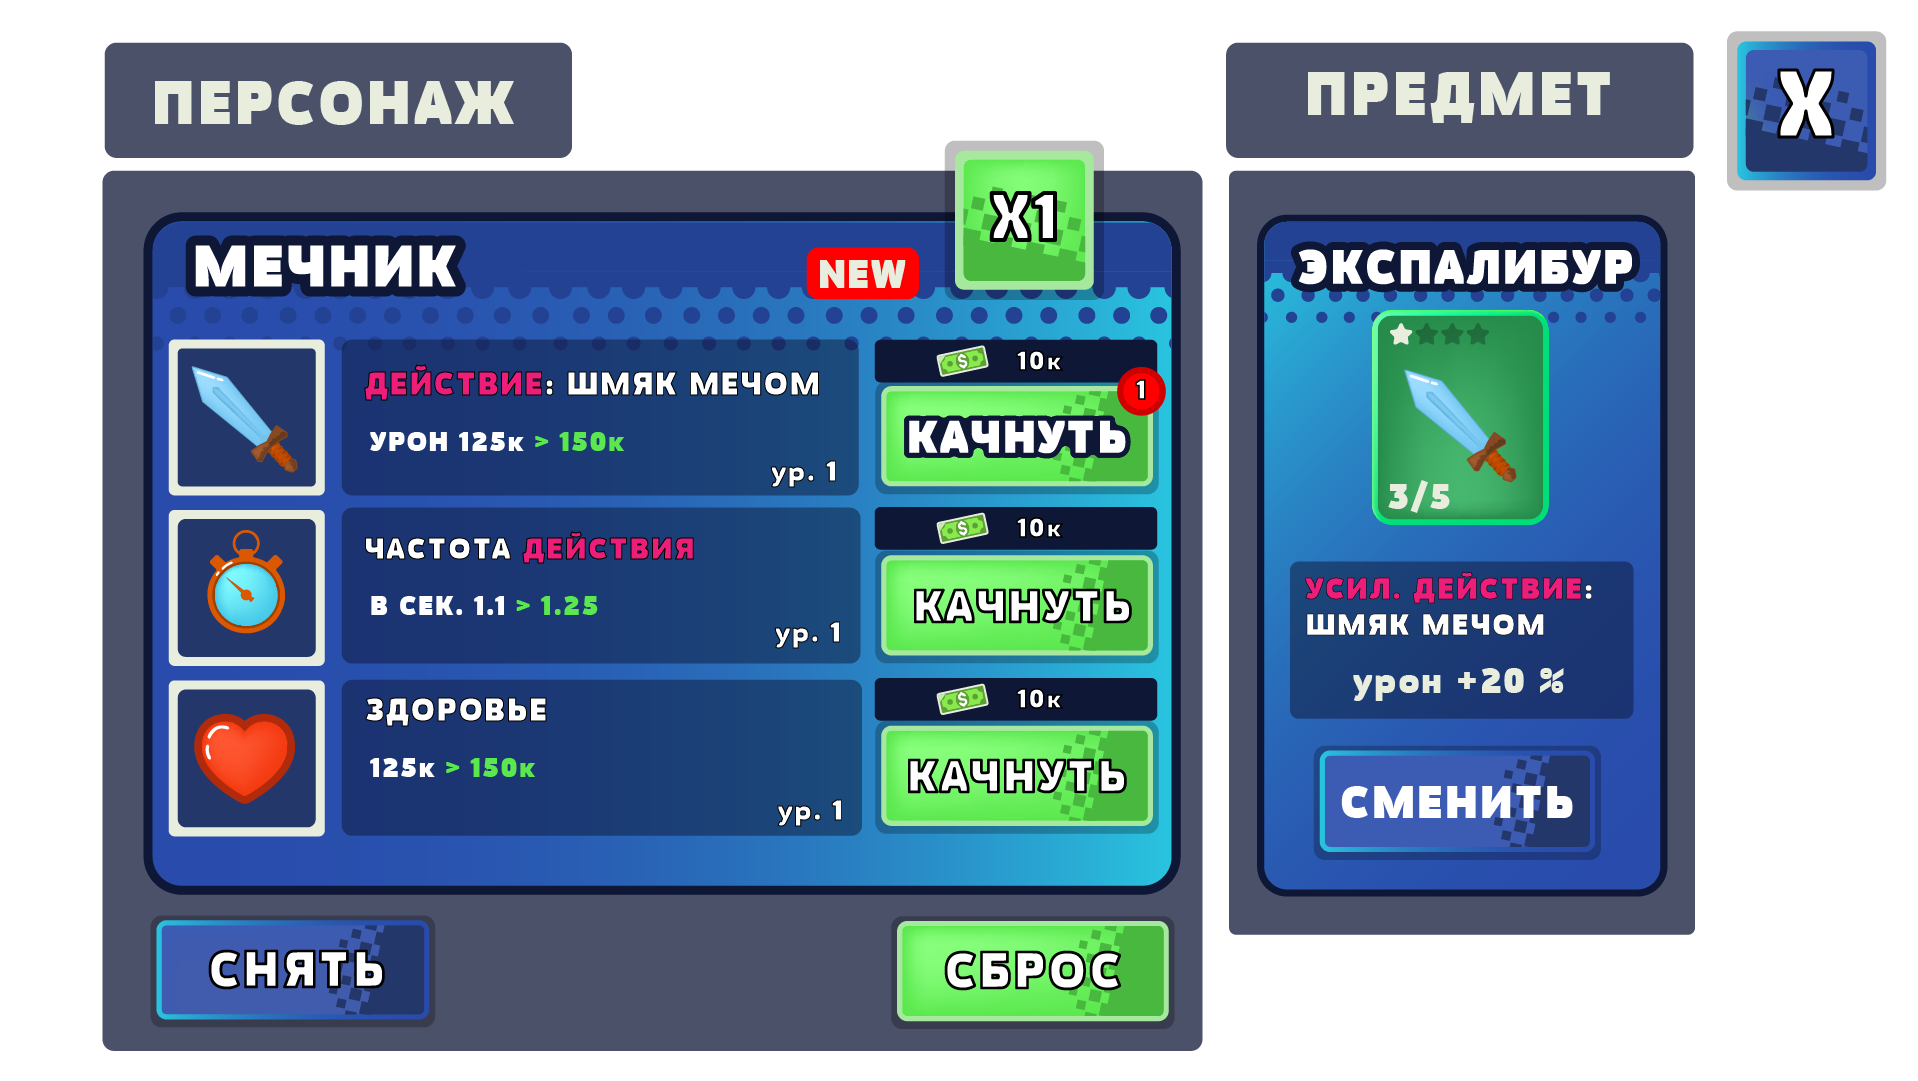 ПЕРСОНАЖ
ПРЕДМЕТ
X
X1
МЕЧНИК
NEW
ДЕЙСТВИЕ: ШМЯК МЕЧОМ
УРОН 125к > 150к
ур. 1
10к
1
КАЧНУТЬ
ЧАСТОТА ДЕЙСТВИЯ
В СЕК. 1.1 > 1.25
ур. 1
10к
КАЧНУТЬ
ЗДОРОВЬЕ
125к > 150к
ур. 1
10к
КАЧНУТЬ
СНЯТЬ
СБРОС
ЭКСПАЛИБУР
3/5
УСИЛ. ДЕЙСТВИЕ:
ШМЯК МЕЧОМ
урон +20 %
СМЕНИТЬ